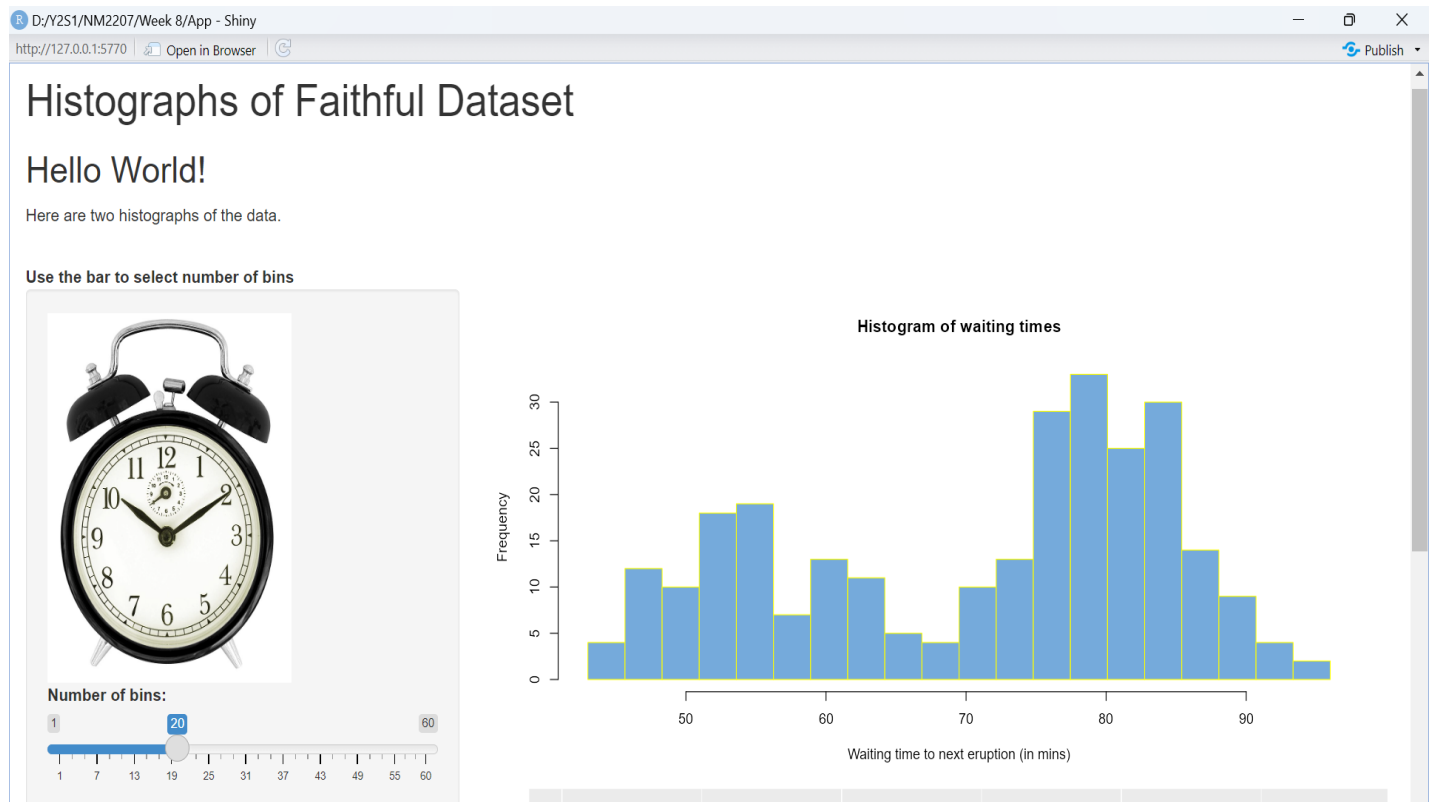 R D:/Y2S1/NM2207/Week 8/App - Shiny
http://127.0.0.1:5770 Open in Browser Publish
Histographs of Faithful Dataset
Hello World!
Here are two histographs of the data.
Use the bar to select number of bins
12
11 1
10 2
9 3
8 4
7 5
6
Number of bins:
1 20 60
1 7 13 19 25 31 37 43 49 55 60
Histogram of waiting times
Frequency
30
25
20
15
10
5
0
50 60 70 80 90
Waiting time to next eruption (in mins)